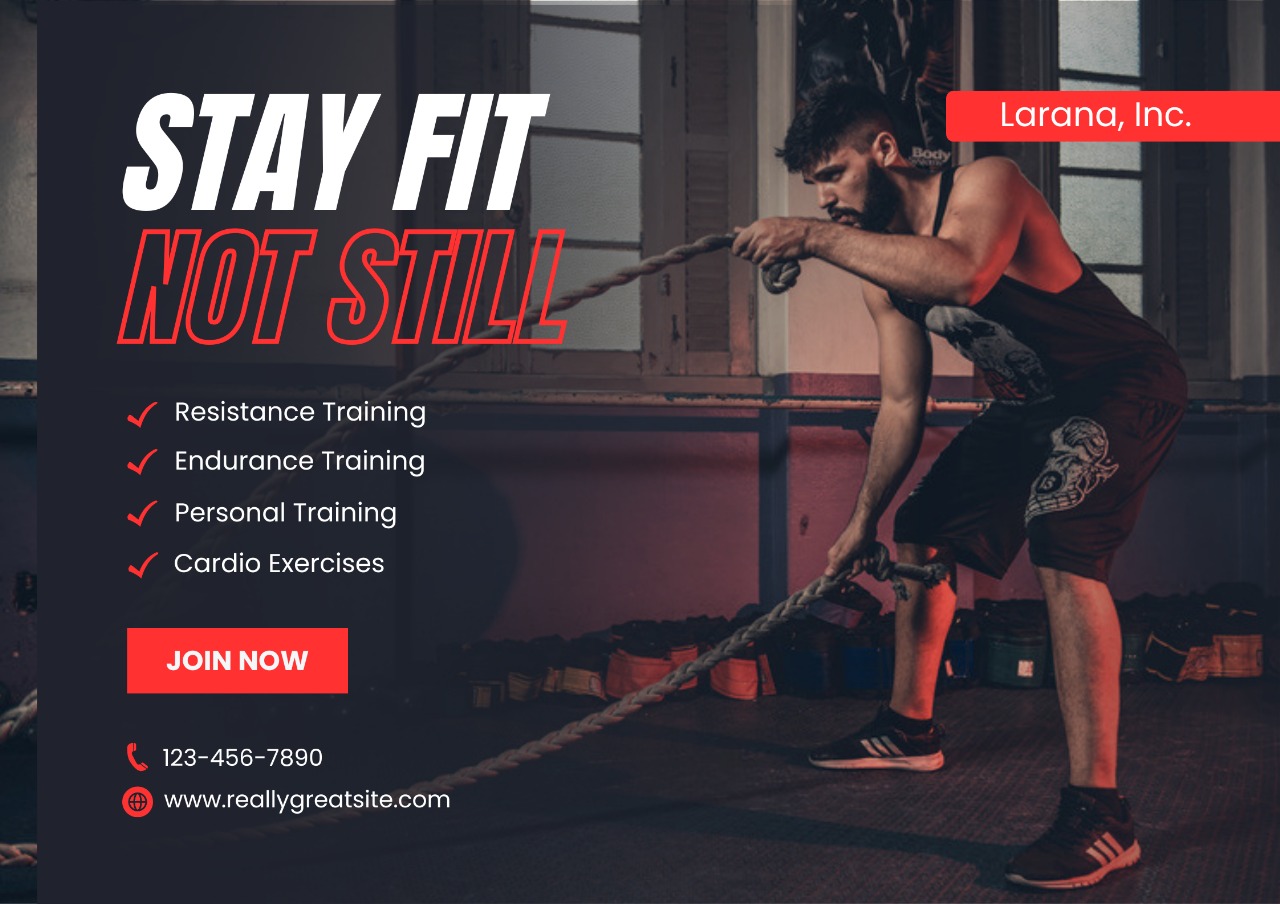 STAY FIT
NOT STILL
Larana, Inc.
Body
Resistance Training
Endurance Training
Personal Training
Cardio Exercises
JOIN NOW
123-456-7890
www.reallygreatsite.com